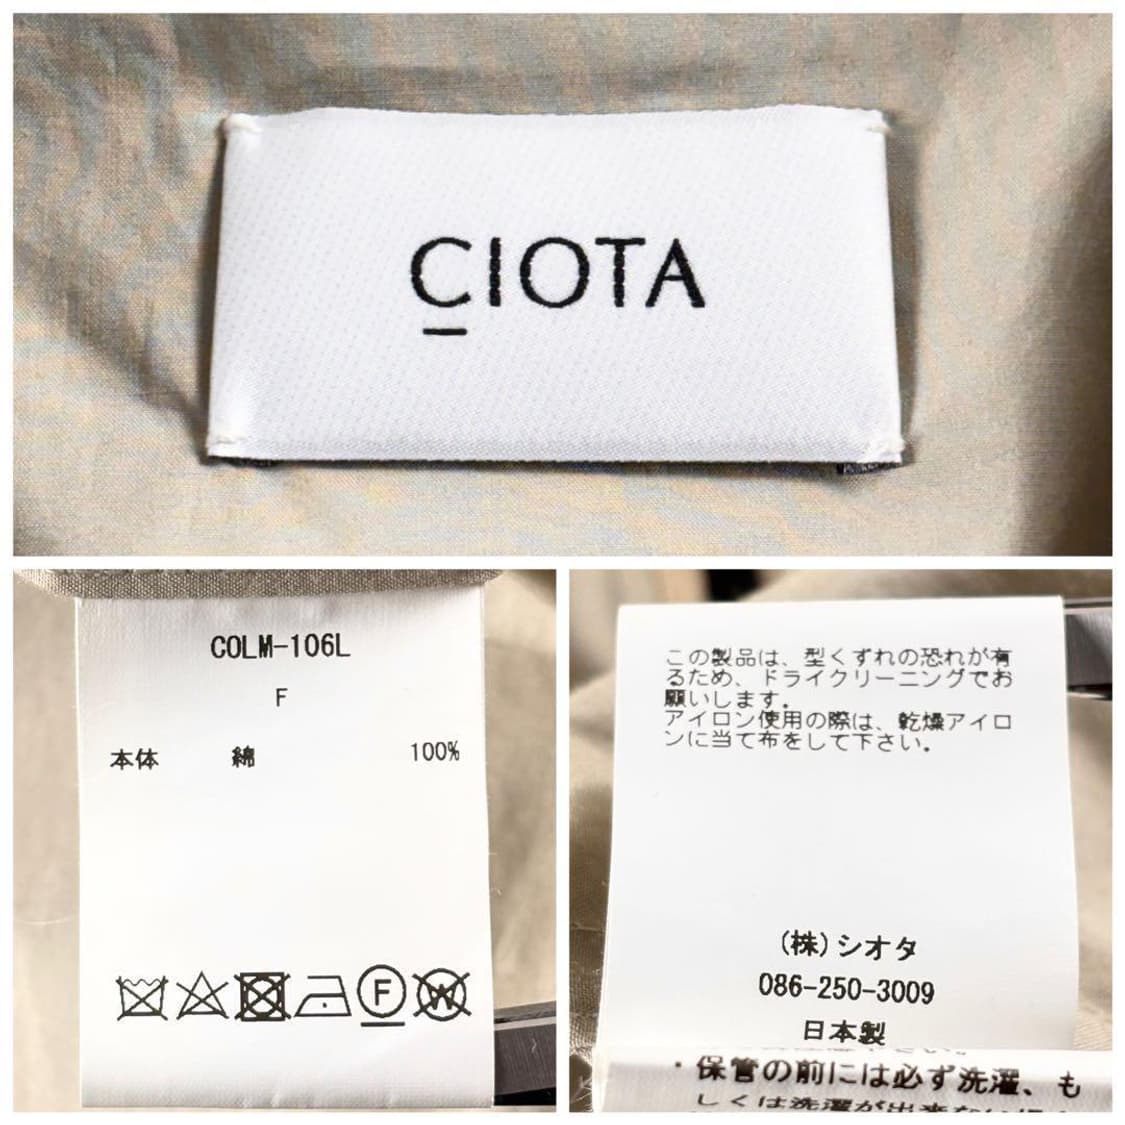 CIOTA
COLM-106L
F
本体 綿 100%
F
W
この製品は、型くずれの恐れが有
るため、ドライクリーニングでお
願いします。
アイロン使用の際は、乾燥アイロ
ンに当て布をして下さい。
(株)シオタ
086-250-3009
日本製
・保管の前には必ず洗濯、も